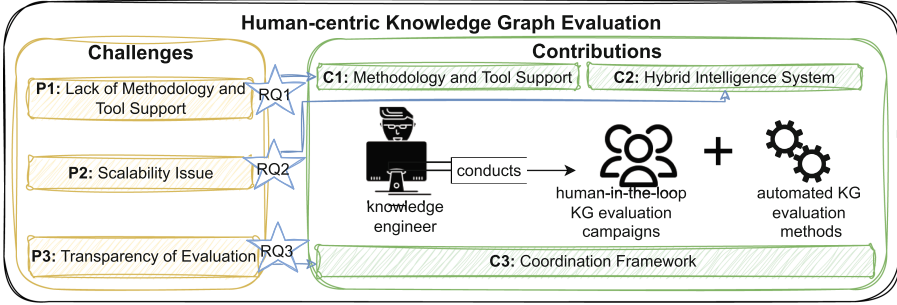 Human-centric Knowledge Graph Evaluation
Challenges
P1: Lack of Methodology and
Tool Support
RQ1
P2: Scalability Issue
RQ2
P3: Transparency of Evaluation
RQ3
Contributions
C1: Methodology and Tool Support
C2: Hybrid Intelligence System
knowledge
engineer
conducts
human-in-the-loop
KG evaluation
campaigns
+
automated KG
evaluation
methods
C3: Coordination Framework